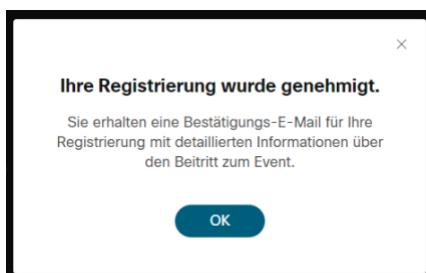 Ihre Registrierung wurde genehmigt.
Sie erhalten eine Bestätigungs-E-Mail für Ihre
Registrierung mit detaillierten Informationen über
den Beitritt zum Event.
OK